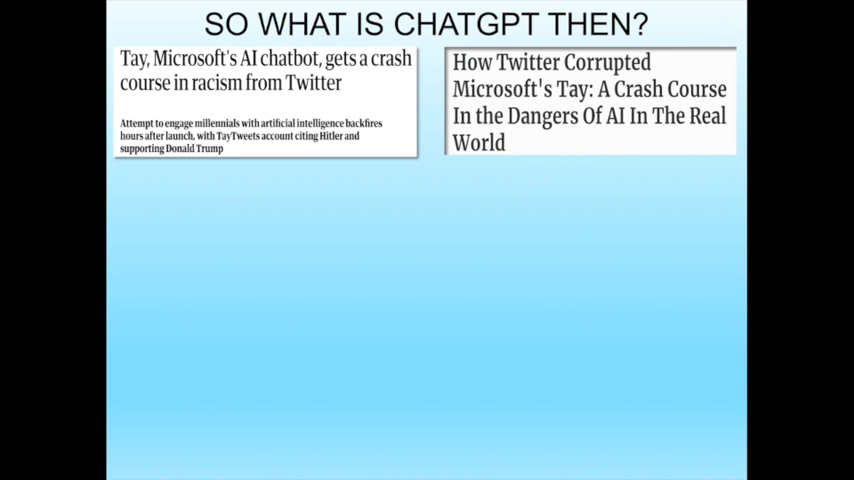 SO WHAT IS CHATGPT THEN?
Tay, Microsoft's AI chatbot, gets a crash
course in racism from Twitter
Attempt to engage millennials with artificial intelligence backfires
hours after launch, with TayTweets account citing Hitler and
supporting Donald Trump
How Twitter Corrupted
Microsoft's Tay: A Crash Course
In the Dangers Of AI In The Real
World